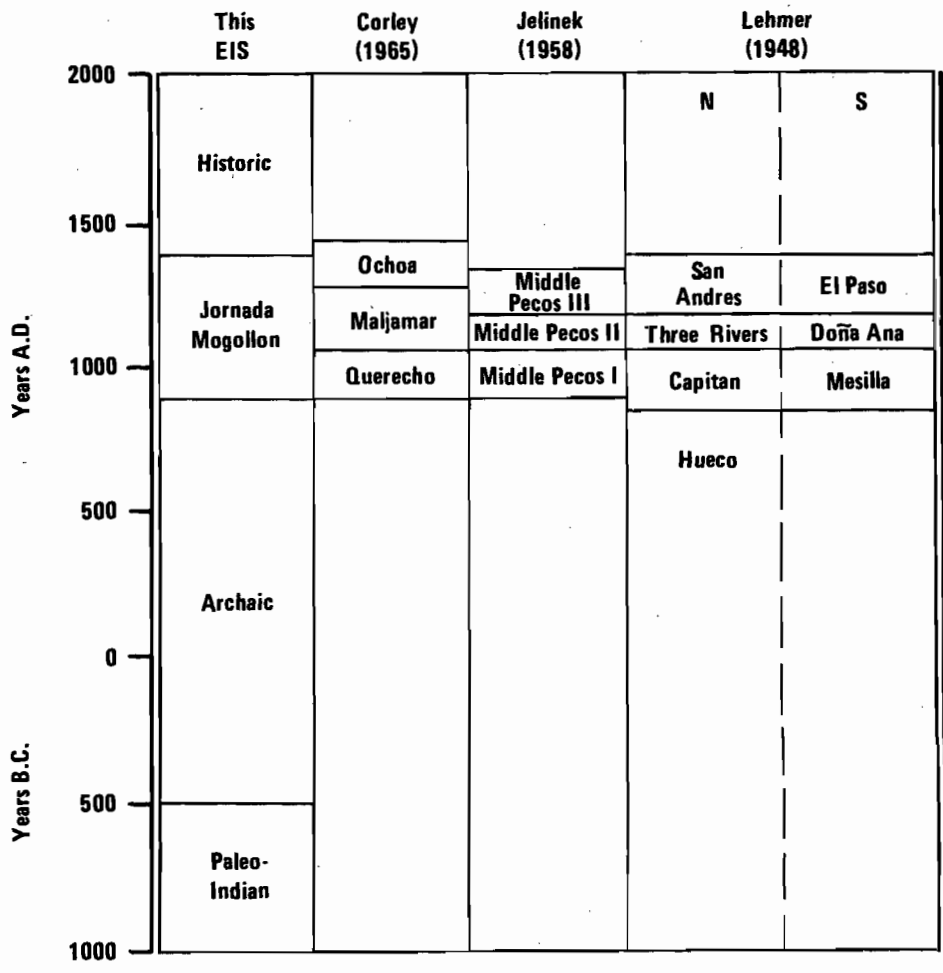 This
EIS
Corley
(1965)
Jelinek
(1958)
Lehmer
(1948)
2000
1500
1000
500
0
500
1000
Years A.D.
Years B.C.
Historic
Jornada
Mogollon
Archaic
Paleo-
Indian
Ochoa
Maljamar
Querecho
Middle
Pecos III
Middle Pecos II
Middle Pecos I
N
San
Andres
Three Rivers
Capitan
Hueco
S
El Paso
Doña Ana
Mesilla